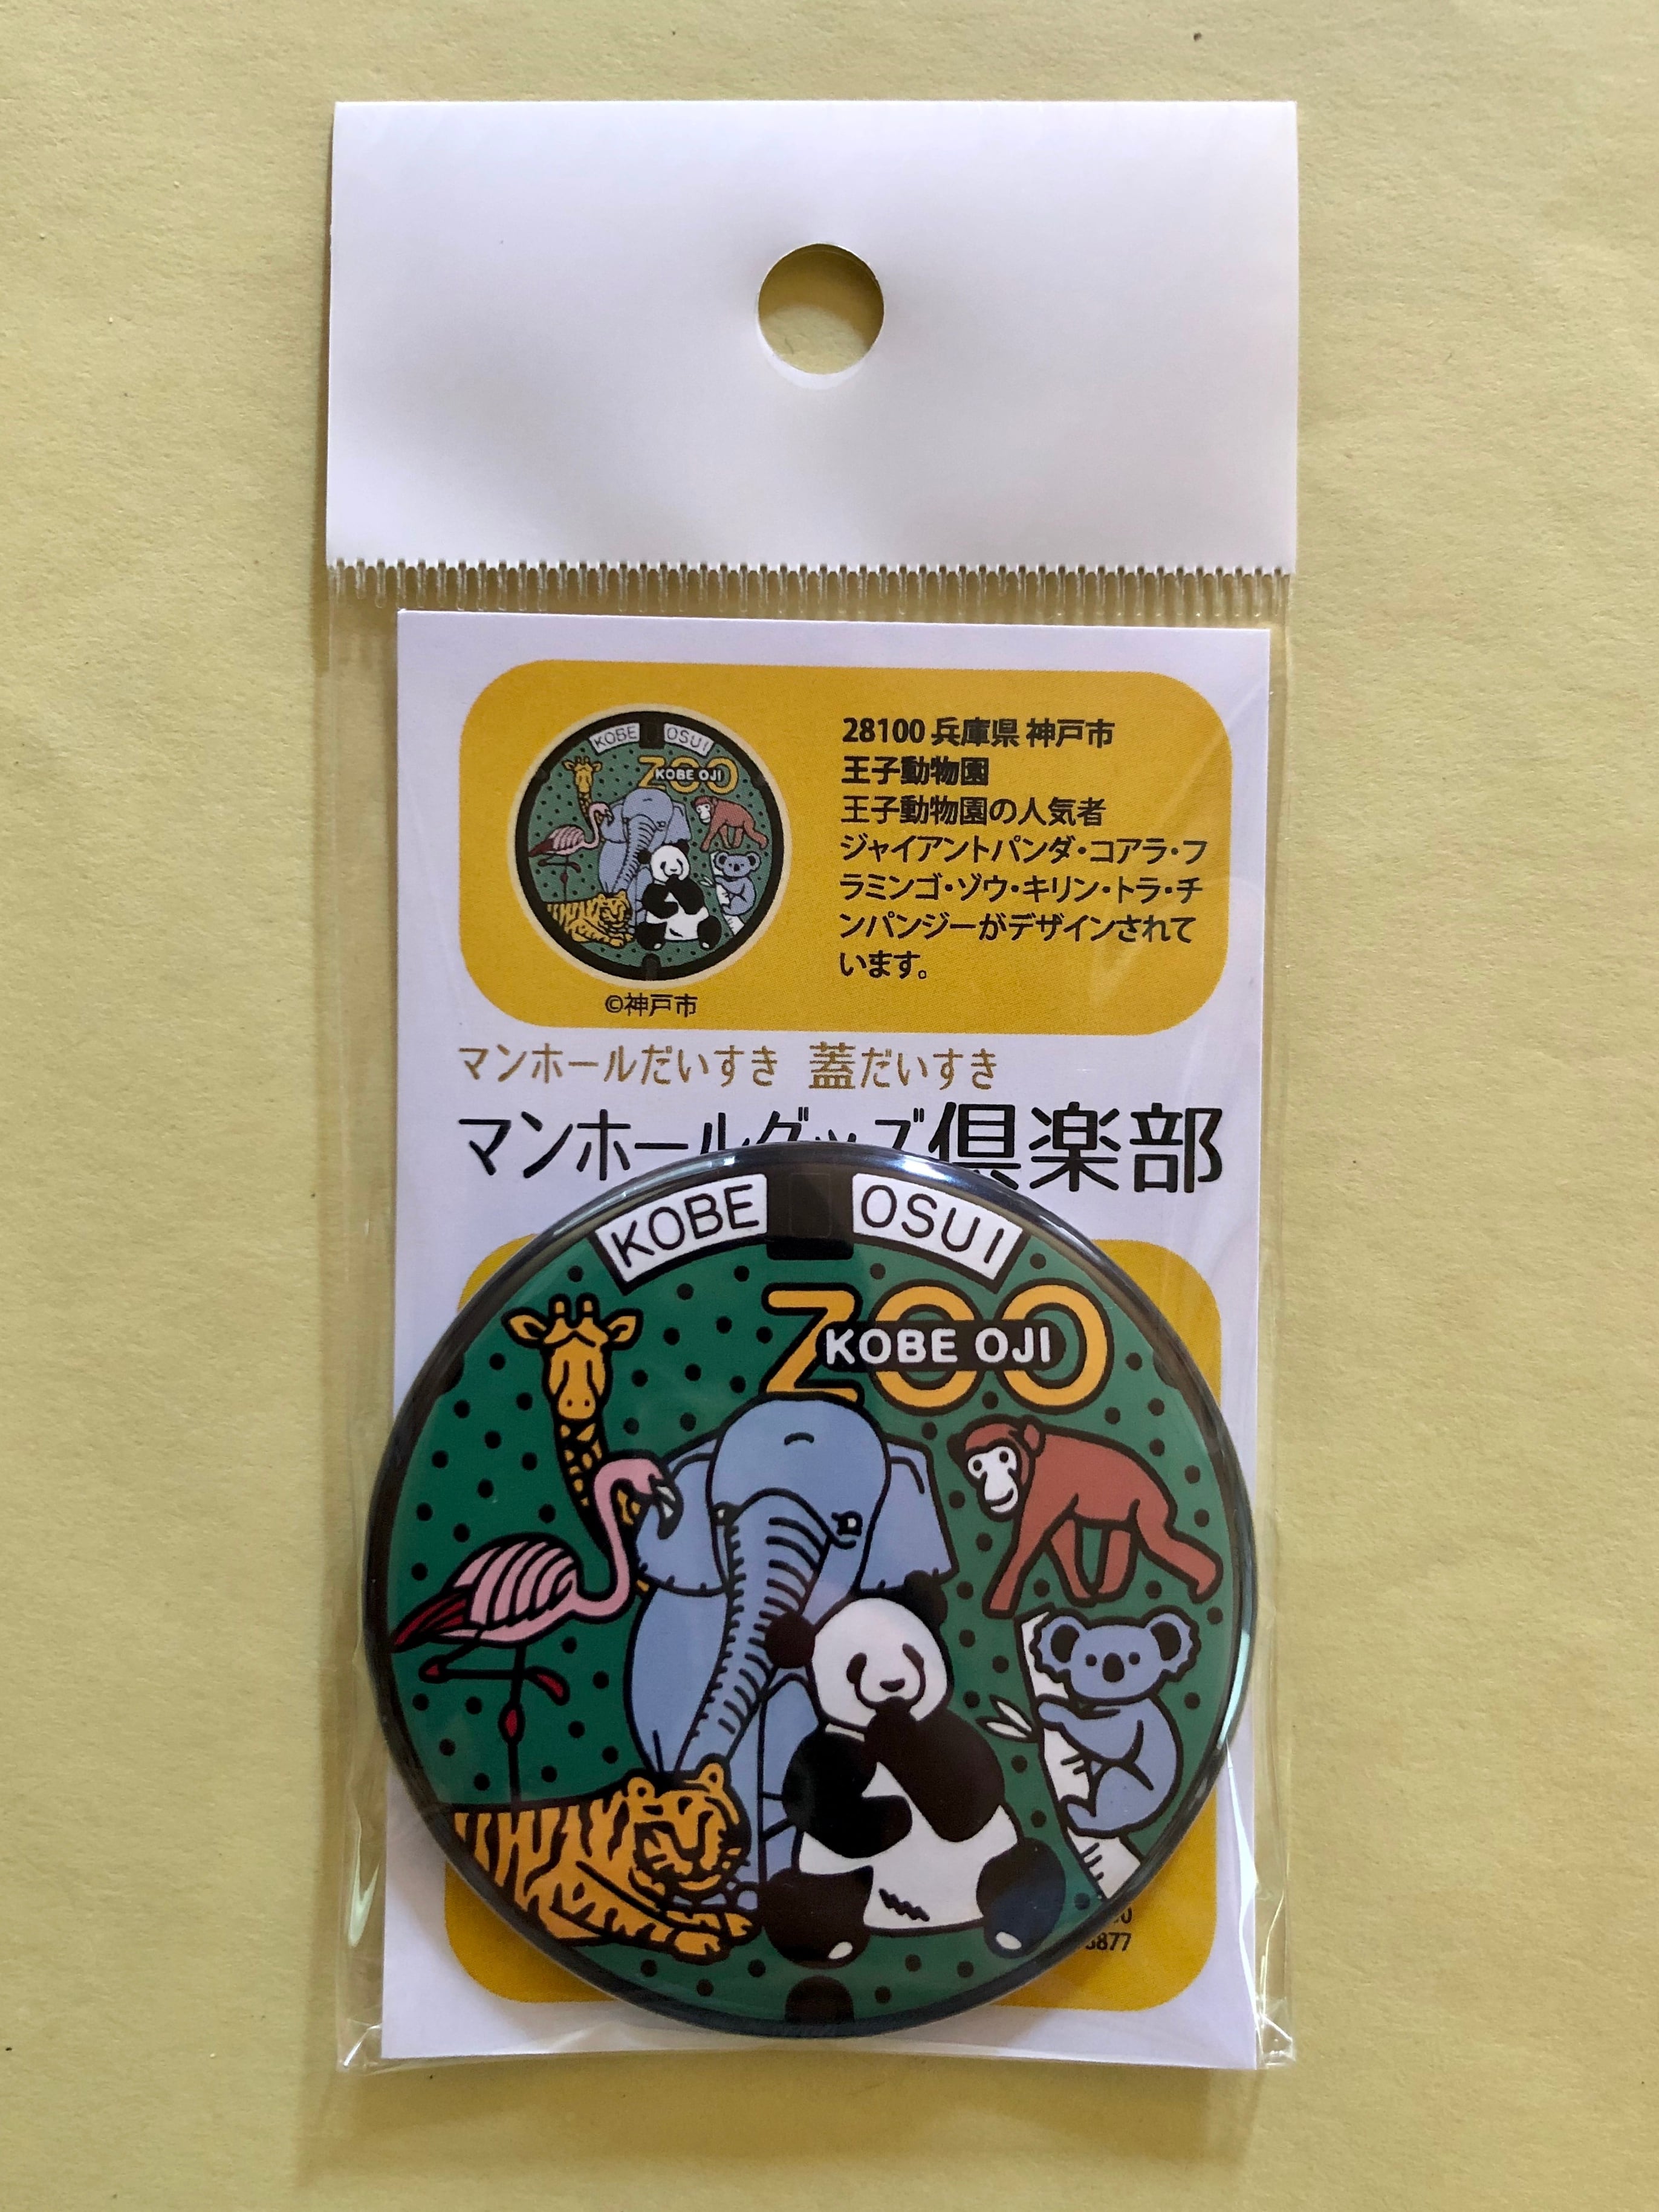 KOBE OSUI
ZOO
KOBE OJI
28100 兵庫県 神戸市
王子動物園
王子動物園の人気者
ジャイアントパンダ・コアラ・フ
ラミンゴ・ゾウ・キリン・トラ・チ
ンパンジーがデザインされて
います。
©神戸市
マンホールだいすき 蓋だいすき
マンホールグッズ倶楽部
KOBE OSUI
ZOO
KOBE OJI